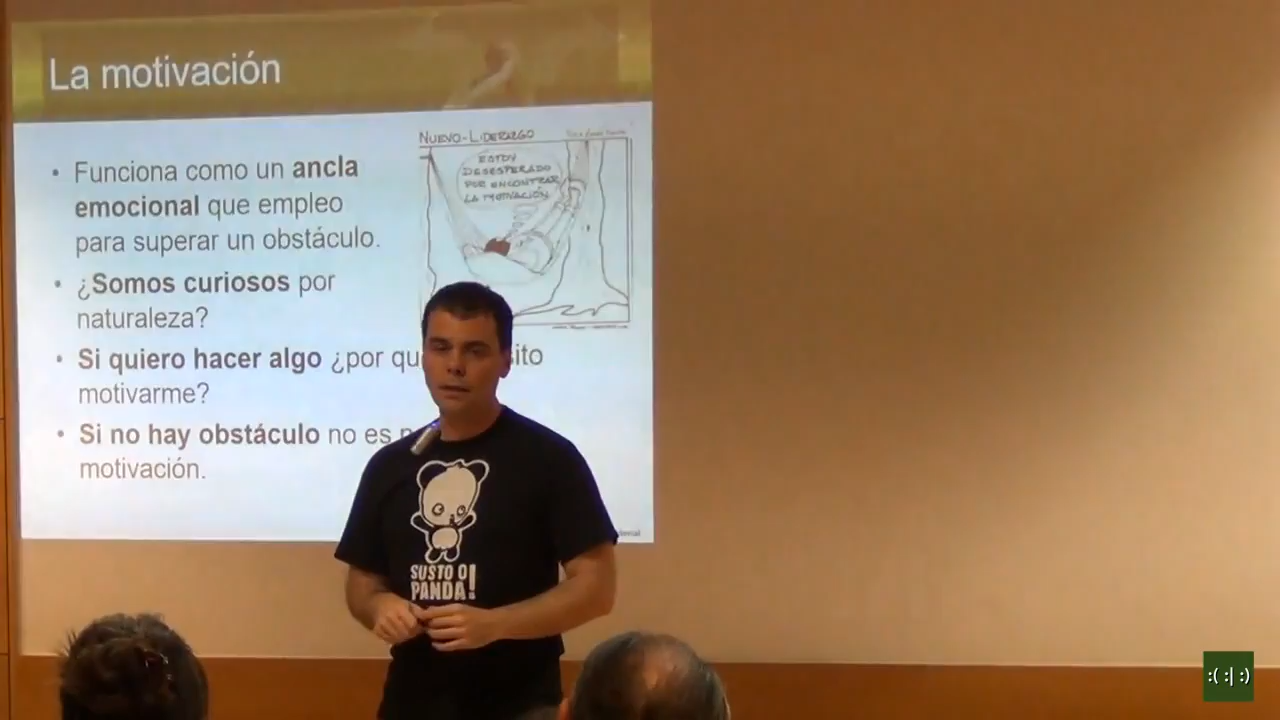 La motivación
• Funciona como un ancla
emocional que empleo
para superar un obstáculo.
• ¿Somos curiosos por
naturaleza?
• Si quiero hacer algo ¿por qu sito
motivarme?
• Si no hay obstáculo no es
motivación.
NUEVO-LIDERAZGO
ESTOY
DESESPERADO
POR ENCONTRAR
LA MOTIVACIÓN
SUSTO O
PANDA!
:( :| :)